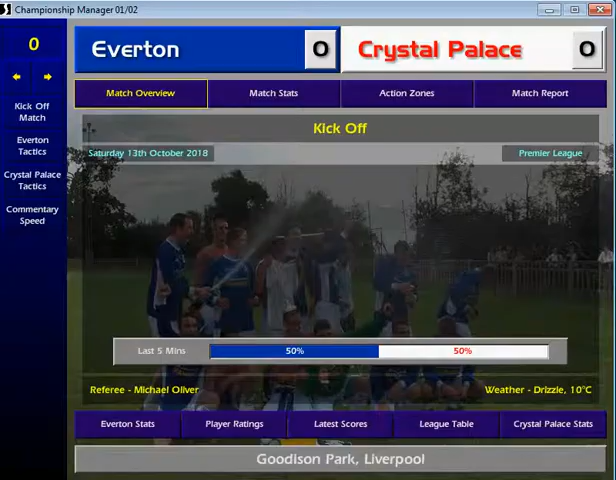 Championship Manager 01/02
0
Everton 0 Crystal Palace 0
Match Overview Match Stats Action Zones Match Report
Kick Off
Match
Everton
Tactics
Crystal Palace
Tactics
Commentary
Speed
Kick Off
Saturday 13th October 2018 Premier League
Last 5 Mins 50% 50%
Referee - Michael Oliver Weather - Drizzle, 10°C
Everton Stats Player Ratings Latest Scores League Table Crystal Palace Stats
Goodison Park, Liverpool